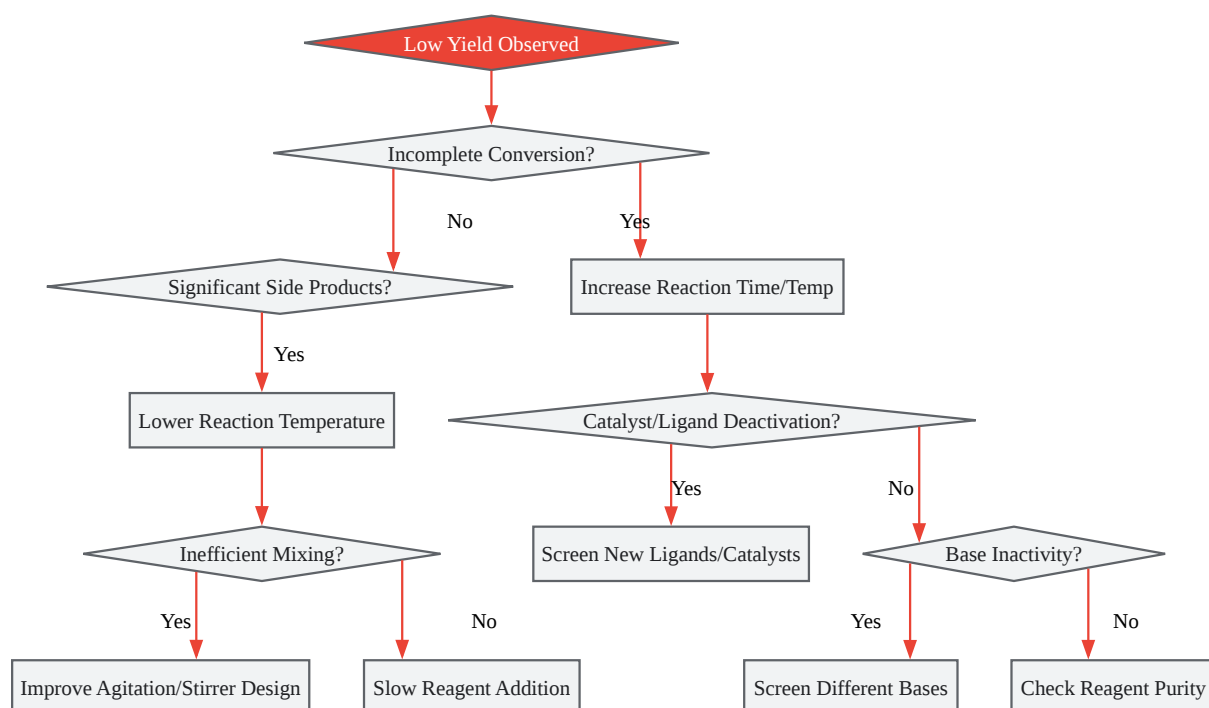 Low Yield Observed
Incomplete Conversion?
No
Yes
Significant Side Products?
Increase Reaction Time/Temp
Yes
Lower Reaction Temperature
Catalyst/Ligand Deactivation?
Yes
No
Inefficient Mixing?
Screen New Ligands/Catalysts
Base Inactivity?
Yes
No
Yes
No
Improve Agitation/Stirrer Design
Slow Reagent Addition
Screen Different Bases
Check Reagent Purity